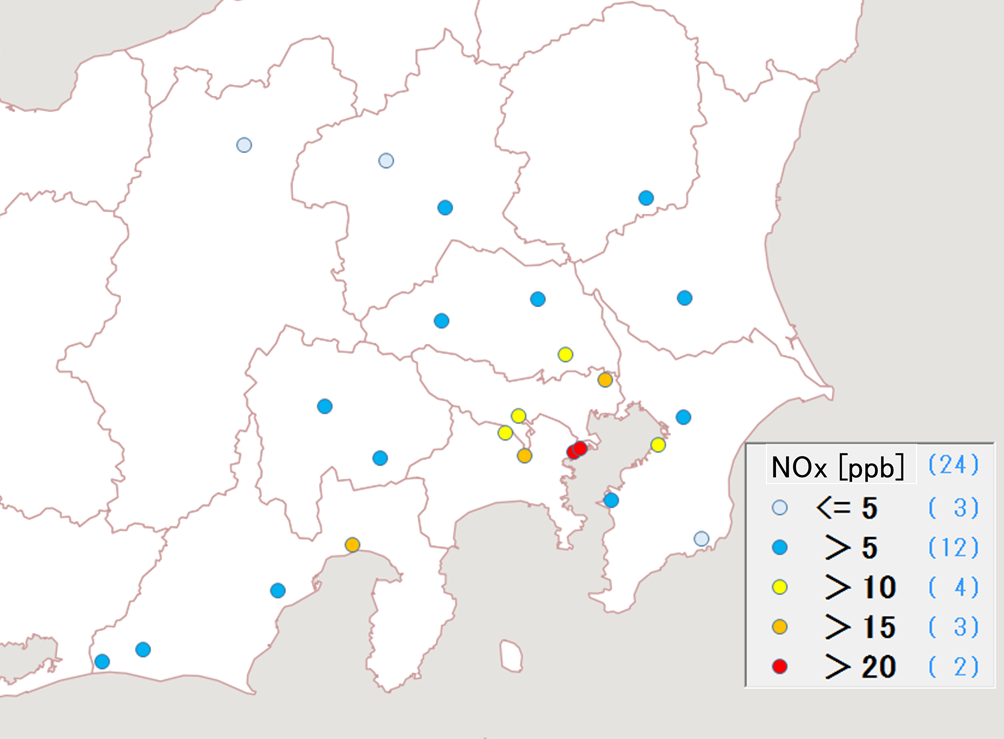 NOx [ppb] (24)
<= 5 ( 3)
> 5 (12)
> 10 ( 4)
> 15 ( 3)
> 20 ( 2)